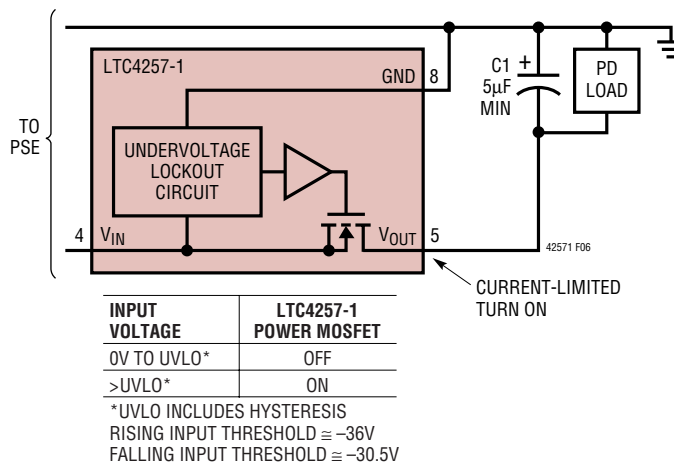 LTC4257-1
GND 8
C1 +
5μF
MIN
PD
LOAD
TO
PSE
UNDERVOLTAGE
LOCKOUT
CIRCUIT
4 VIN
VOUT 5
42571 F06
CURRENT-LIMITED
TURN ON
INPUT
VOLTAGE
LTC4257-1
POWER MOSFET
0V TO UVLO* OFF
>UVLO* ON
*UVLO INCLUDES HYSTERESIS
RISING INPUT THRESHOLD ≅ –36V
FALLING INPUT THRESHOLD ≅ –30.5V